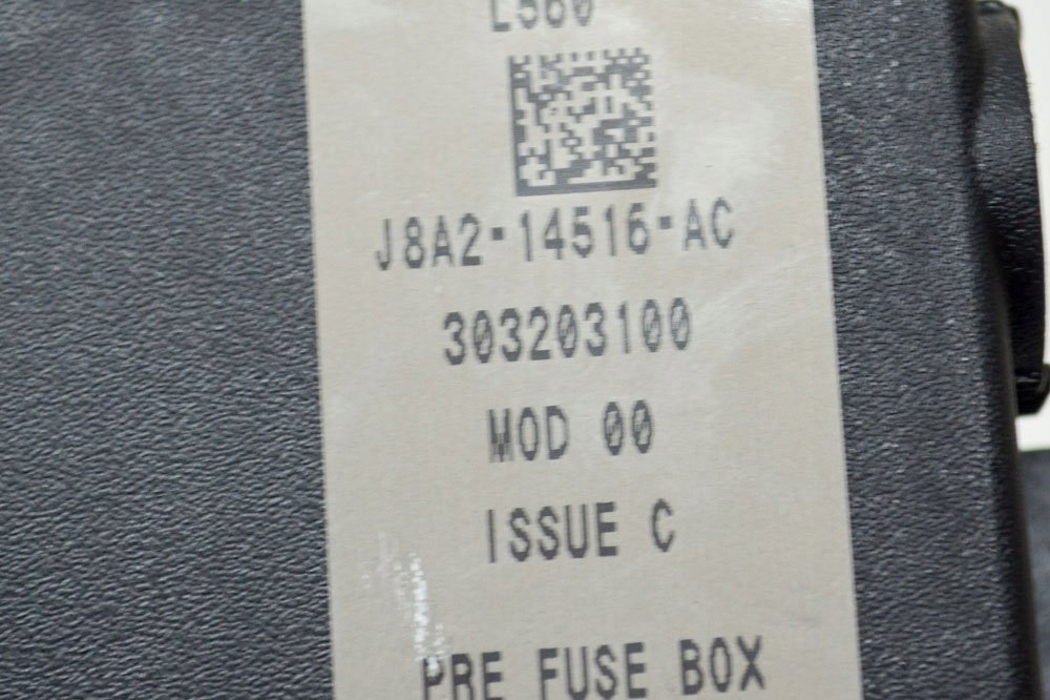 L560
J8A2-14516-AC
303203100
MOD 00
ISSUE C
PRE FUSE BOX